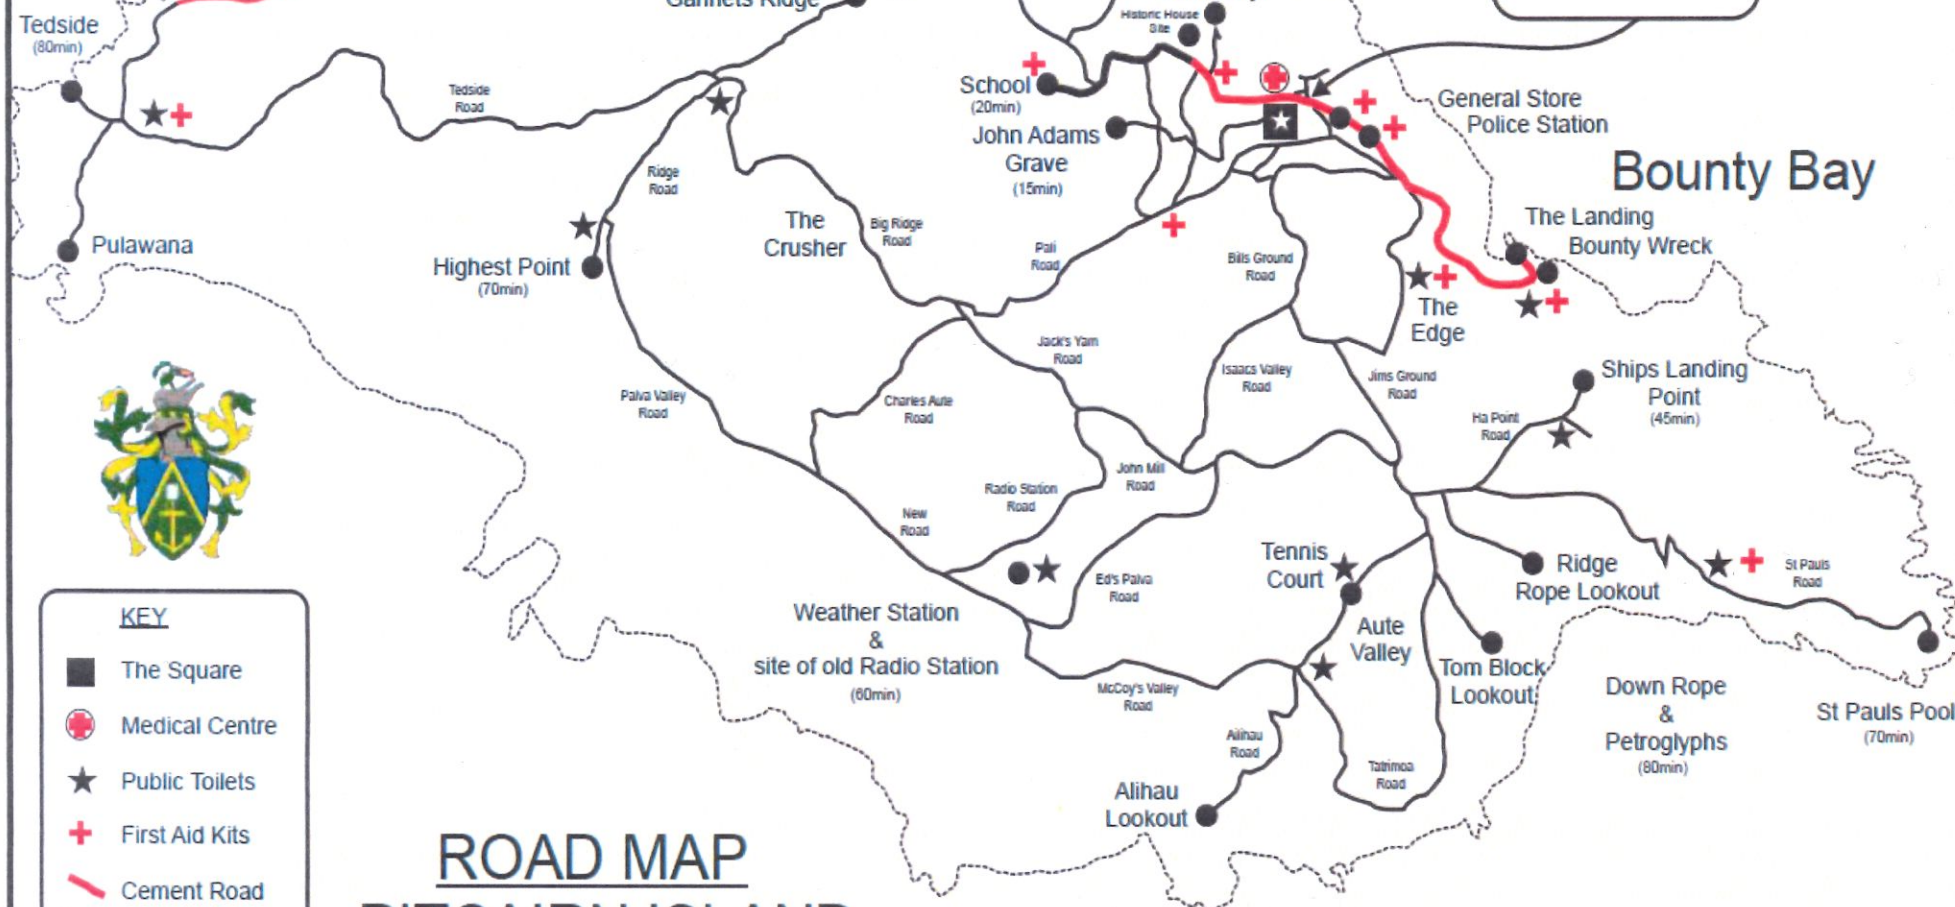 Gannets Ridge
Tedside
(80min)
Historic House
Site
School
(20min)
Tedside
Road
John Adams
Grave
(15min)
General Store
Police Station
Bounty Bay
Ridge
Road
The
Crusher
Big Ridge
Road
Pali
Road
Bills Ground
Road
The Landing
Bounty Wreck
Pulawana
Highest Point
(70min)
The
Edge
Jack's Yam
Road
Isaacs Valley
Road
Jims Ground
Road
Ships Landing
Point
(45min)
Palva Valley
Road
Charles Aute
Road
Ha Point
Road
John Mill
Road
Radio Station
Road
New
Road
Tennis
Court
Ridge
Rope Lookout
St Pauls
Road
Ed's Palva
Road
Weather Station
&
site of old Radio Station
(60min)
Aute
Valley
Tom Block
Lookout
McCoy's Valley
Road
Down Rope
&
Petroglyphs
(80min)
St Pauls Pool
(70min)
Ailihau
Road
Tatrimoa
Road
Alihau
Lookout
KEY
The Square
Medical Centre
Public Toilets
First Aid Kits
Cement Road
ROAD MAP
PITCAIRN ISLAND